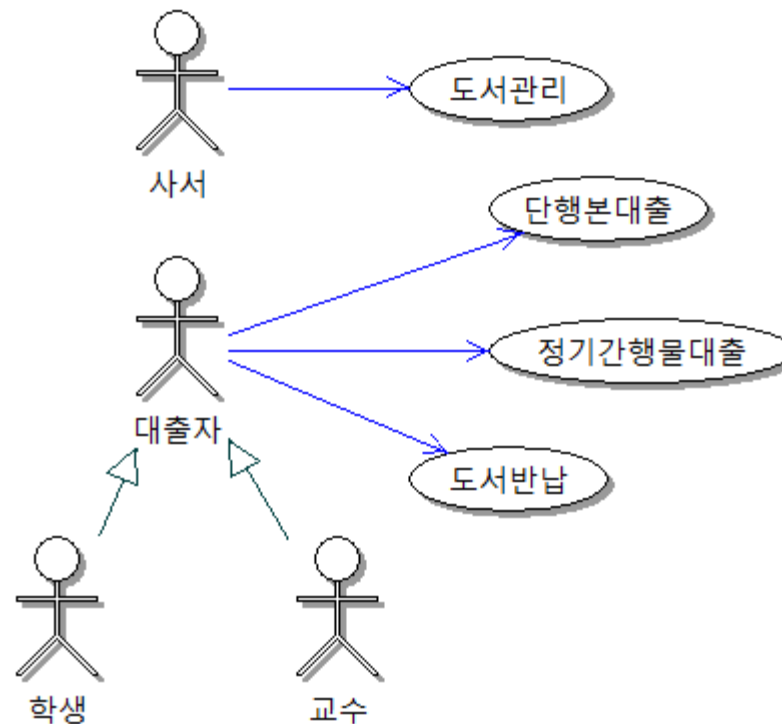 도서관리
사서
단행본대출
정기간행물대출
대출자
도서반납
학생
교수